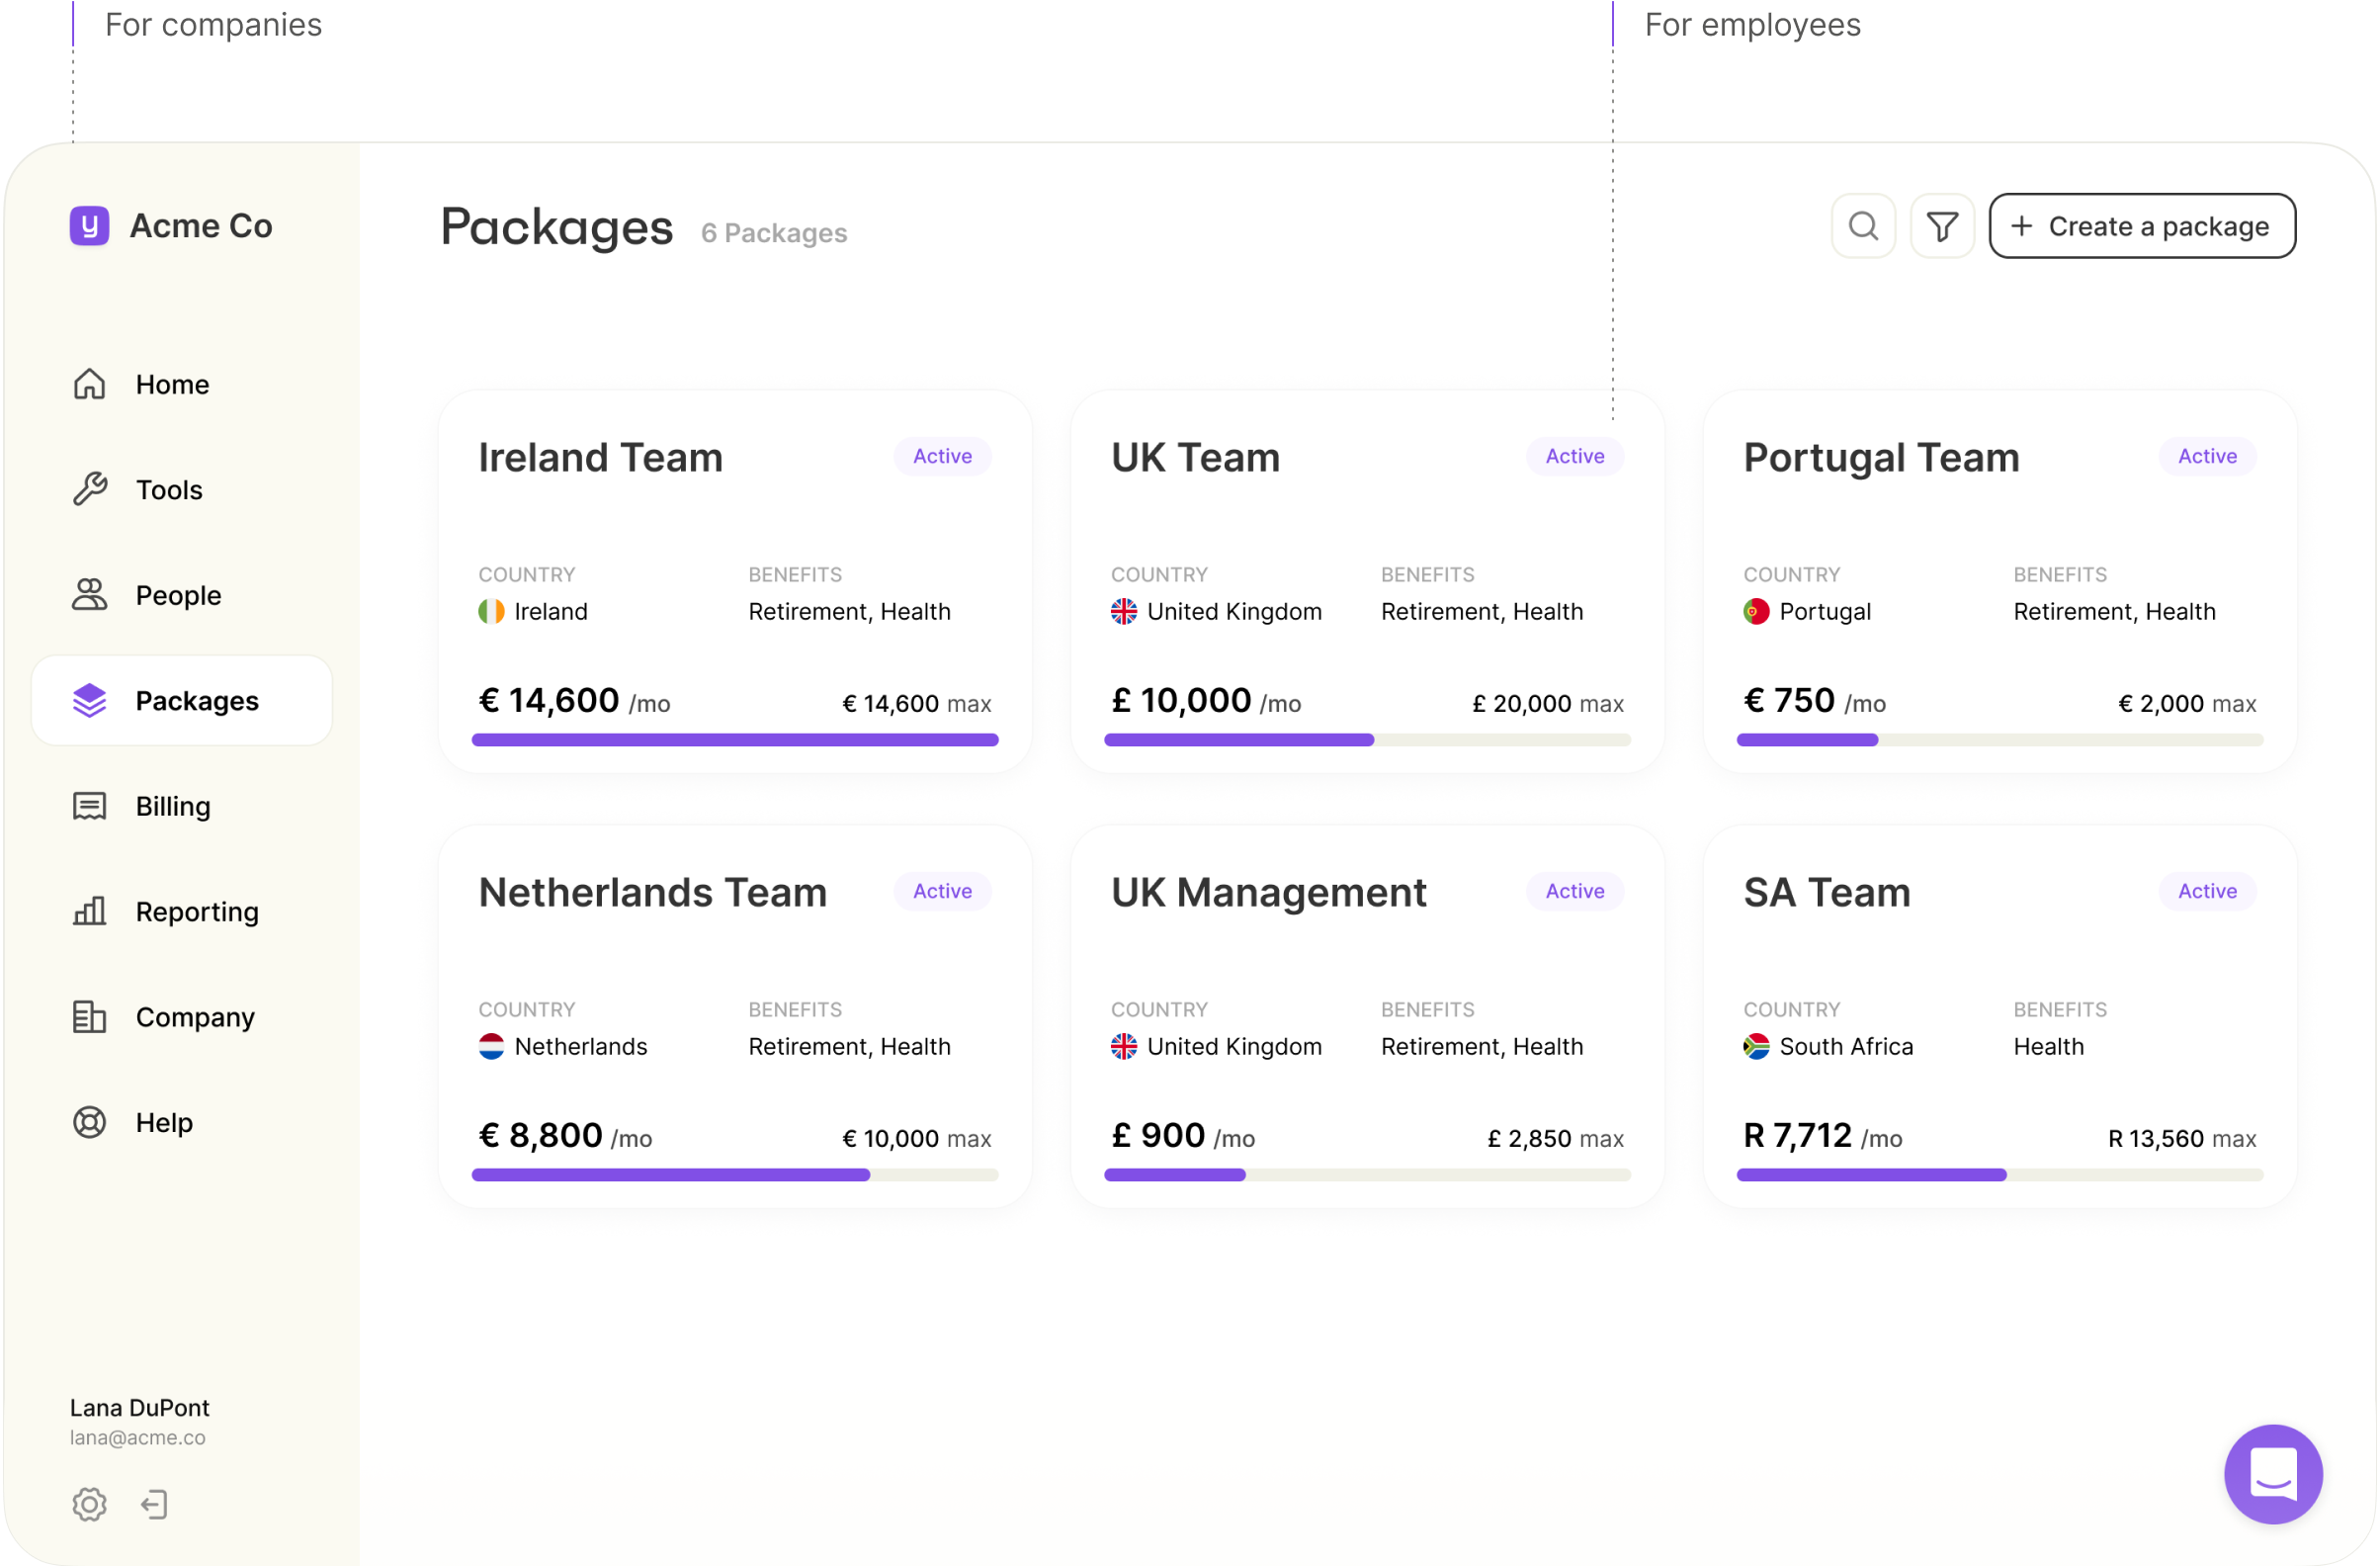 For companies
For employees
y Acme Co
Packages 6 Packages
+ Create a package
Home
Tools
People
Packages
Billing
Reporting
Company
Help
Lana DuPont
lana@acme.co
Ireland Team Active
COUNTRY BENEFITS
Ireland Retirement, Health
€ 14,600 /mo € 14,600 max
UK Team Active
COUNTRY BENEFITS
United Kingdom Retirement, Health
£ 10,000 /mo £ 20,000 max
Portugal Team Active
COUNTRY BENEFITS
Portugal Retirement, Health
€ 750 /mo € 2,000 max
Netherlands Team Active
COUNTRY BENEFITS
Netherlands Retirement, Health
€ 8,800 /mo € 10,000 max
UK Management Active
COUNTRY BENEFITS
United Kingdom Retirement, Health
£ 900 /mo £ 2,850 max
SA Team Active
COUNTRY BENEFITS
South Africa Health
R 7,712 /mo R 13,560 max